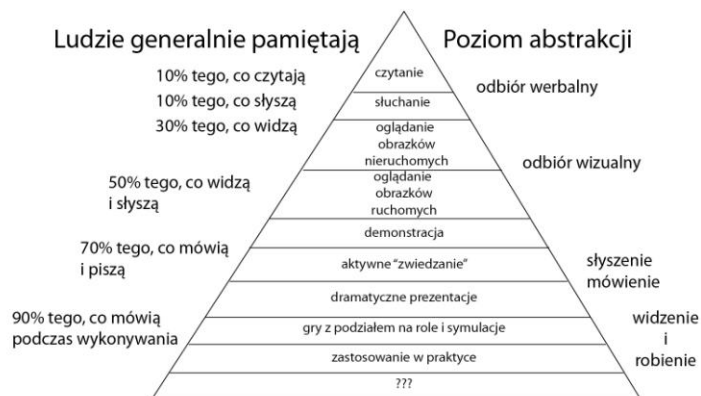 Ludzie generalnie pamiętają
Poziom abstrakcji
10% tego, co czytają
10% tego, co słyszą
30% tego, co widzą
50% tego, co widzą
i słyszą
70% tego, co mówią
i piszą
90% tego, co mówią
podczas wykonywania
czytanie
słuchanie
oglądanie
obrazków
nieruchomych
oglądanie
obrazków
ruchomych
demonstracja
aktywne "zwiedzanie"
dramatyczne prezentacje
gry z podziałem na role i symulacje
zastosowanie w praktyce
???
odbiór werbalny
odbiór wizualny
słyszenie
mówienie
widzenie
i
robienie